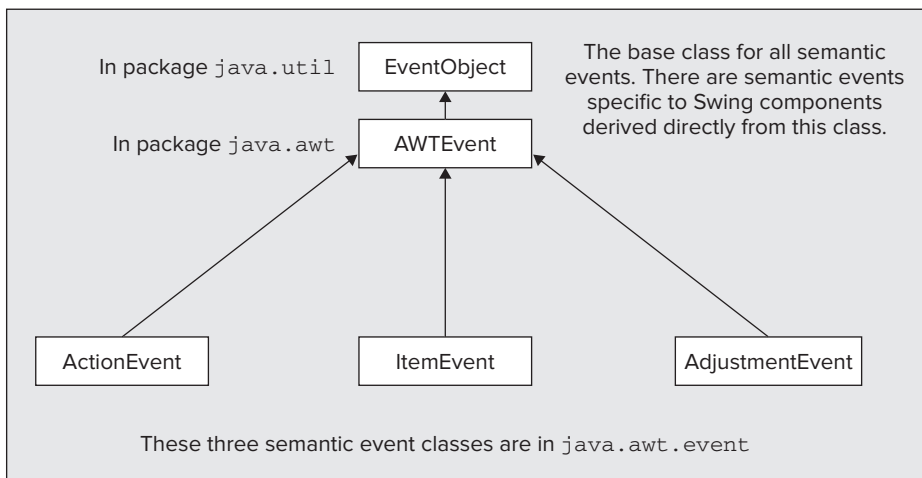 In package java.util
EventObject
The base class for all semantic
events. There are semantic events
specific to Swing components
derived directly from this class.
In package java.awt
AWTEvent
ActionEvent
ItemEvent
AdjustmentEvent
These three semantic event classes are in java.awt.event